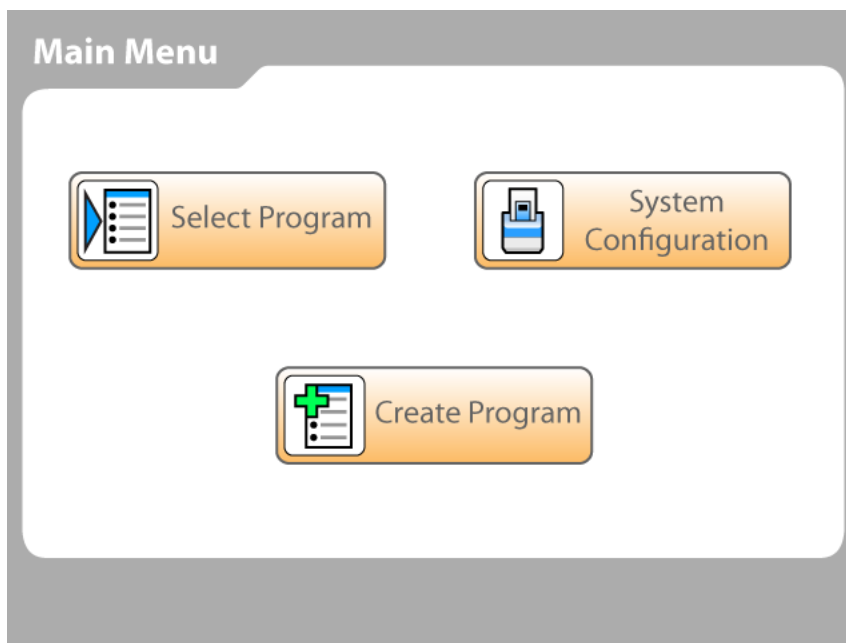 Main Menu
Select Program
System
Configuration
Create Program